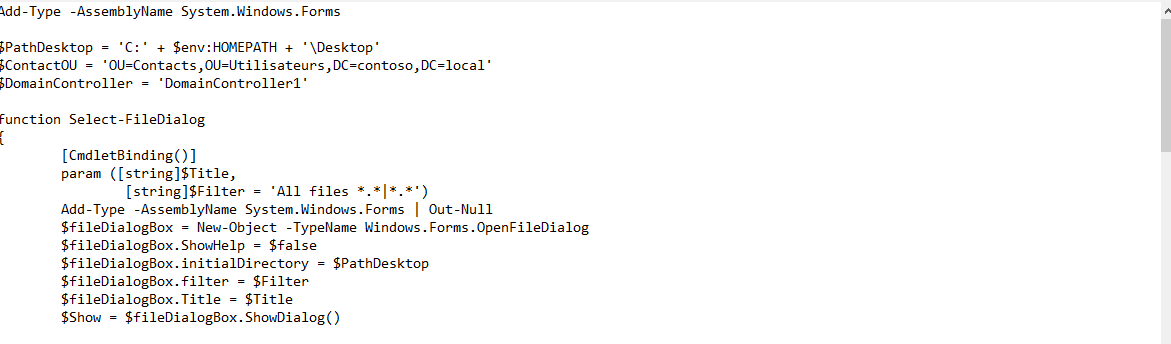 Add-Type -AssemblyName System.Windows.Forms
$PathDesktop = 'C:' + $env:HOMEPATH + '\Desktop'
$ContactOU = 'OU=Contacts,OU=Utilisateurs,DC=contoso,DC=local'
$DomainController = 'DomainController1'
function Select-FileDialog
{
[CmdletBinding()]
param ([string]$Title,
[string]$Filter = 'All files *.*|*.*')
Add-Type -AssemblyName System.Windows.Forms | Out-Null
$fileDialogBox = New-Object -TypeName Windows.Forms.OpenFileDialog
$fileDialogBox.ShowHelp = $false
$fileDialogBox.initialDirectory = $PathDesktop
$fileDialogBox.filter = $Filter
$fileDialogBox.Title = $Title
$Show = $fileDialogBox.ShowDialog()